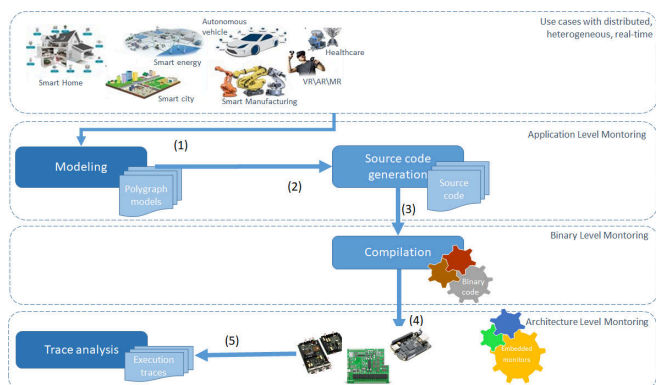 Use cases with distributed,
heterogeneous, real-time
Autonomous
vehicle
Healthcare
Smart energy
Smart Home
VR\AR\MR
Smart city
Smart Manufacturing
Application Level Montoring
(1)
Modeling
Polygraph
models
(2)
Source code
generation
Source
code
(3)
Binary Level Montoring
Compilation
Binary
code
(4)
Architecture Level Montoring
Trace analysis
Execution
traces
(5)
Embedded
monitors